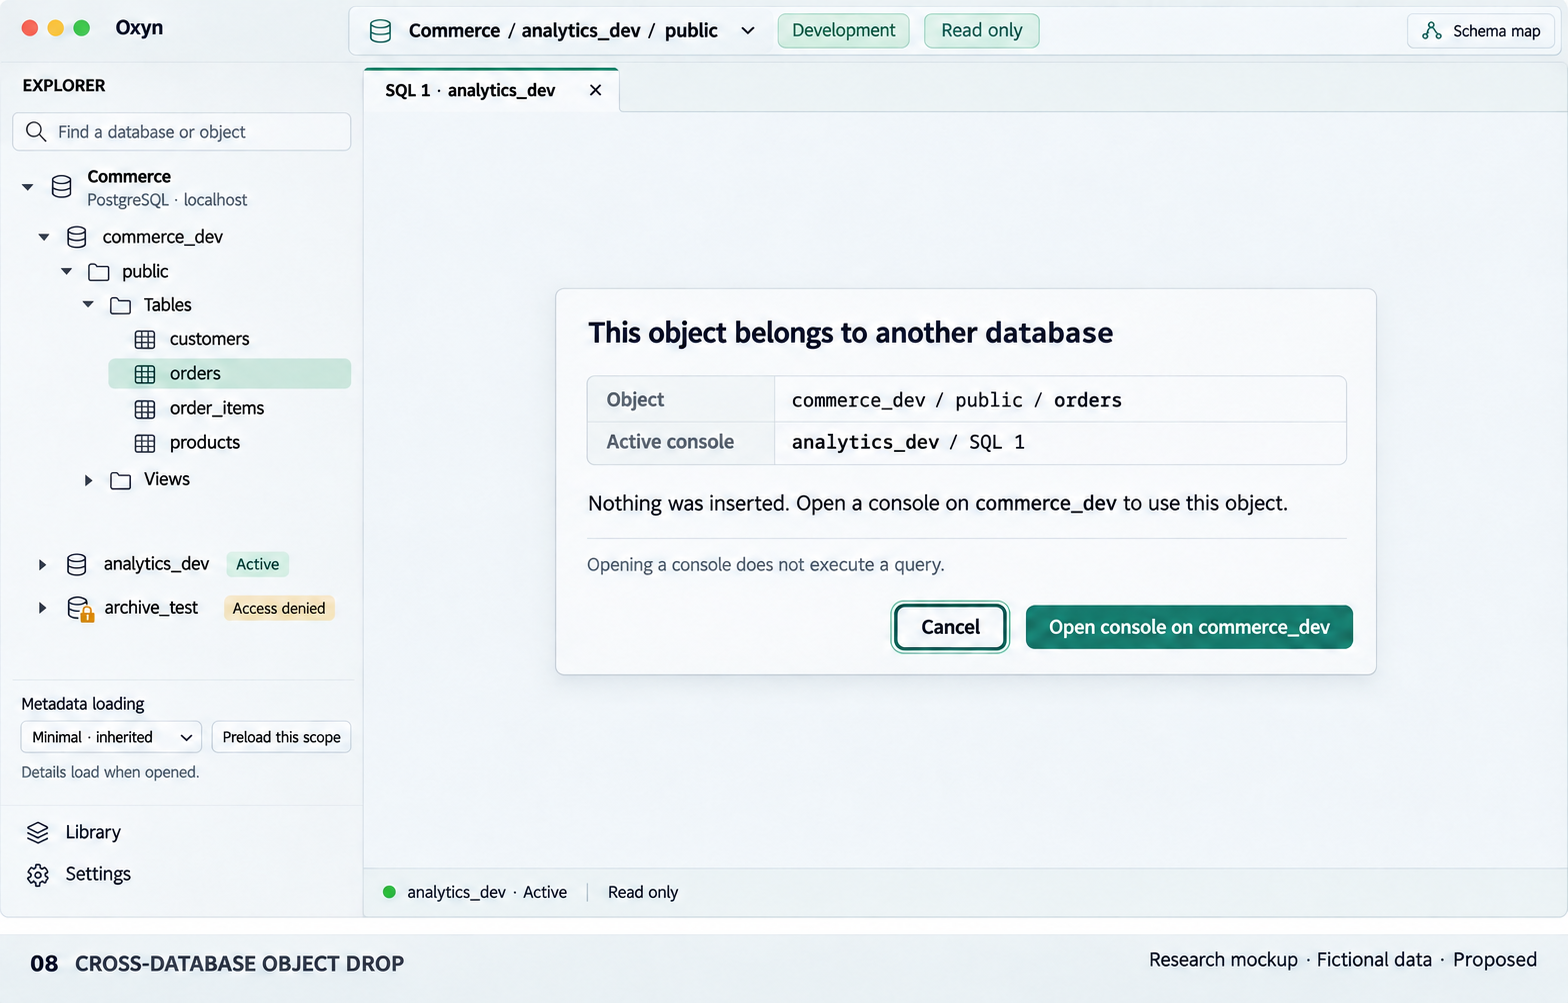 Oxyn
Commerce / analytics_dev / public
Development
Read only
Schema map
EXPLORER
Find a database or object
Commerce
PostgreSQL · localhost
commerce_dev
public
Tables
customers
orders
order_items
products
Views
analytics_dev Active
archive_test Access denied
Metadata loading
Minimal · inherited
Preload this scope
Details load when opened.
Library
Settings
SQL 1 · analytics_dev
This object belongs to another database
Object commerce_dev / public / orders
Active console analytics_dev / SQL 1
Nothing was inserted. Open a console on commerce_dev to use this object.
Opening a console does not execute a query.
Cancel
Open console on commerce_dev
analytics_dev · Active
Read only
08 CROSS-DATABASE OBJECT DROP
Research mockup · Fictional data · Proposed